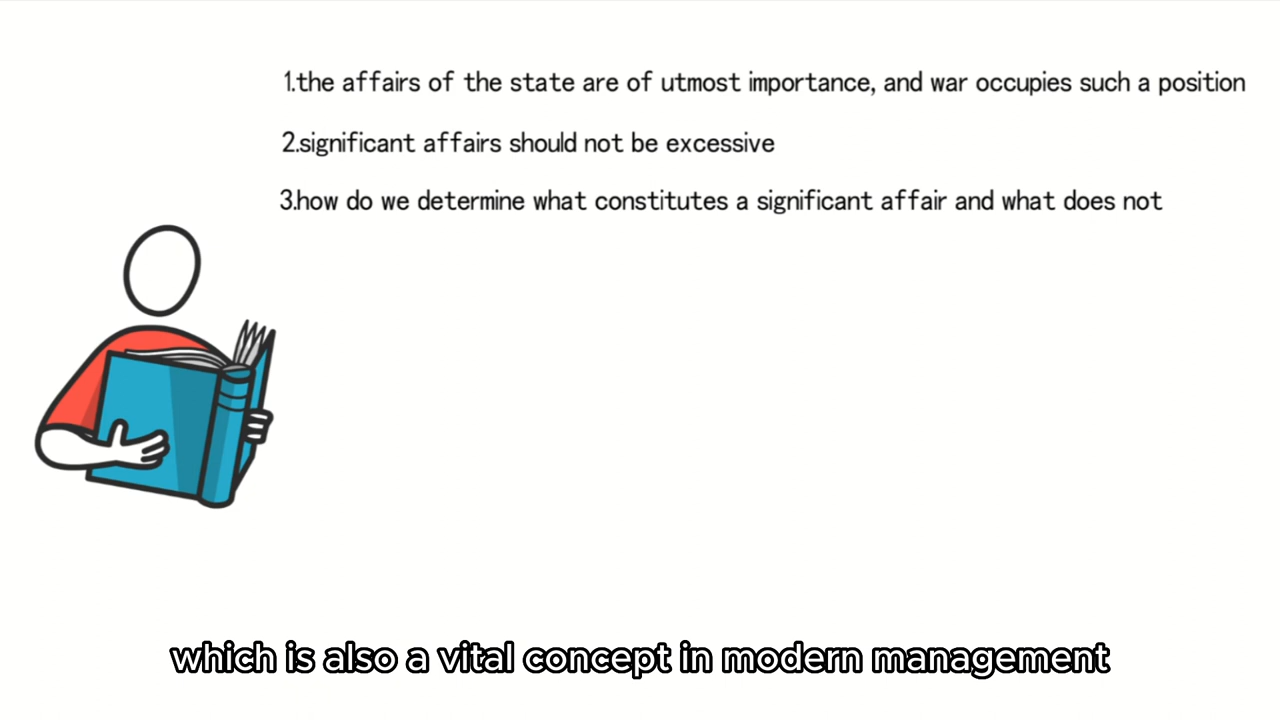 1.the affairs of the state are of utmost importance, and war occupies such a position
2.significant affairs should not be excessive
3.how do we determine what constitutes a significant affair and what does not
which is also a vital concept in modern management